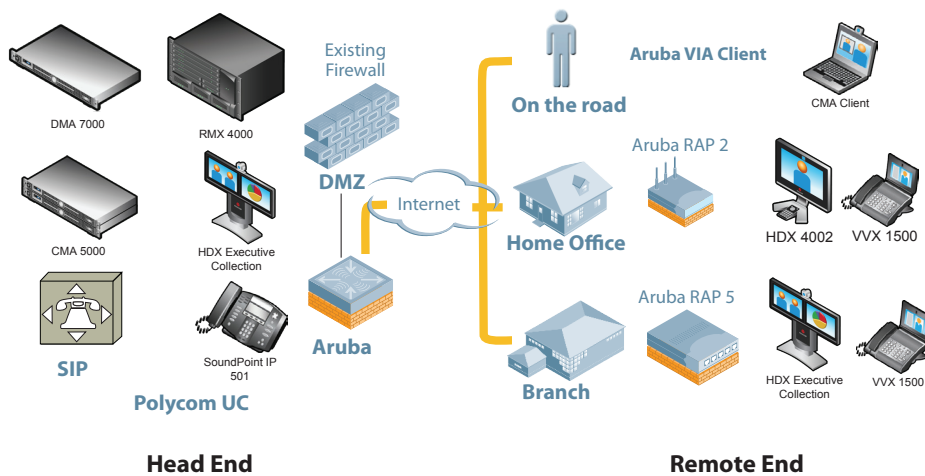 DMA 7000
RMX 4000
Existing
Firewall
DMZ
CMA 5000
HDX Executive
Collection
SIP
SoundPoint IP
501
Polycom UC
Aruba
Internet
On the road
Aruba VIA Client
CMA Client
Home Office
Aruba RAP 2
HDX 4002
VVX 1500
Branch
Aruba RAP 5
HDX Executive
Collection
VVX 1500
Head End
Remote End